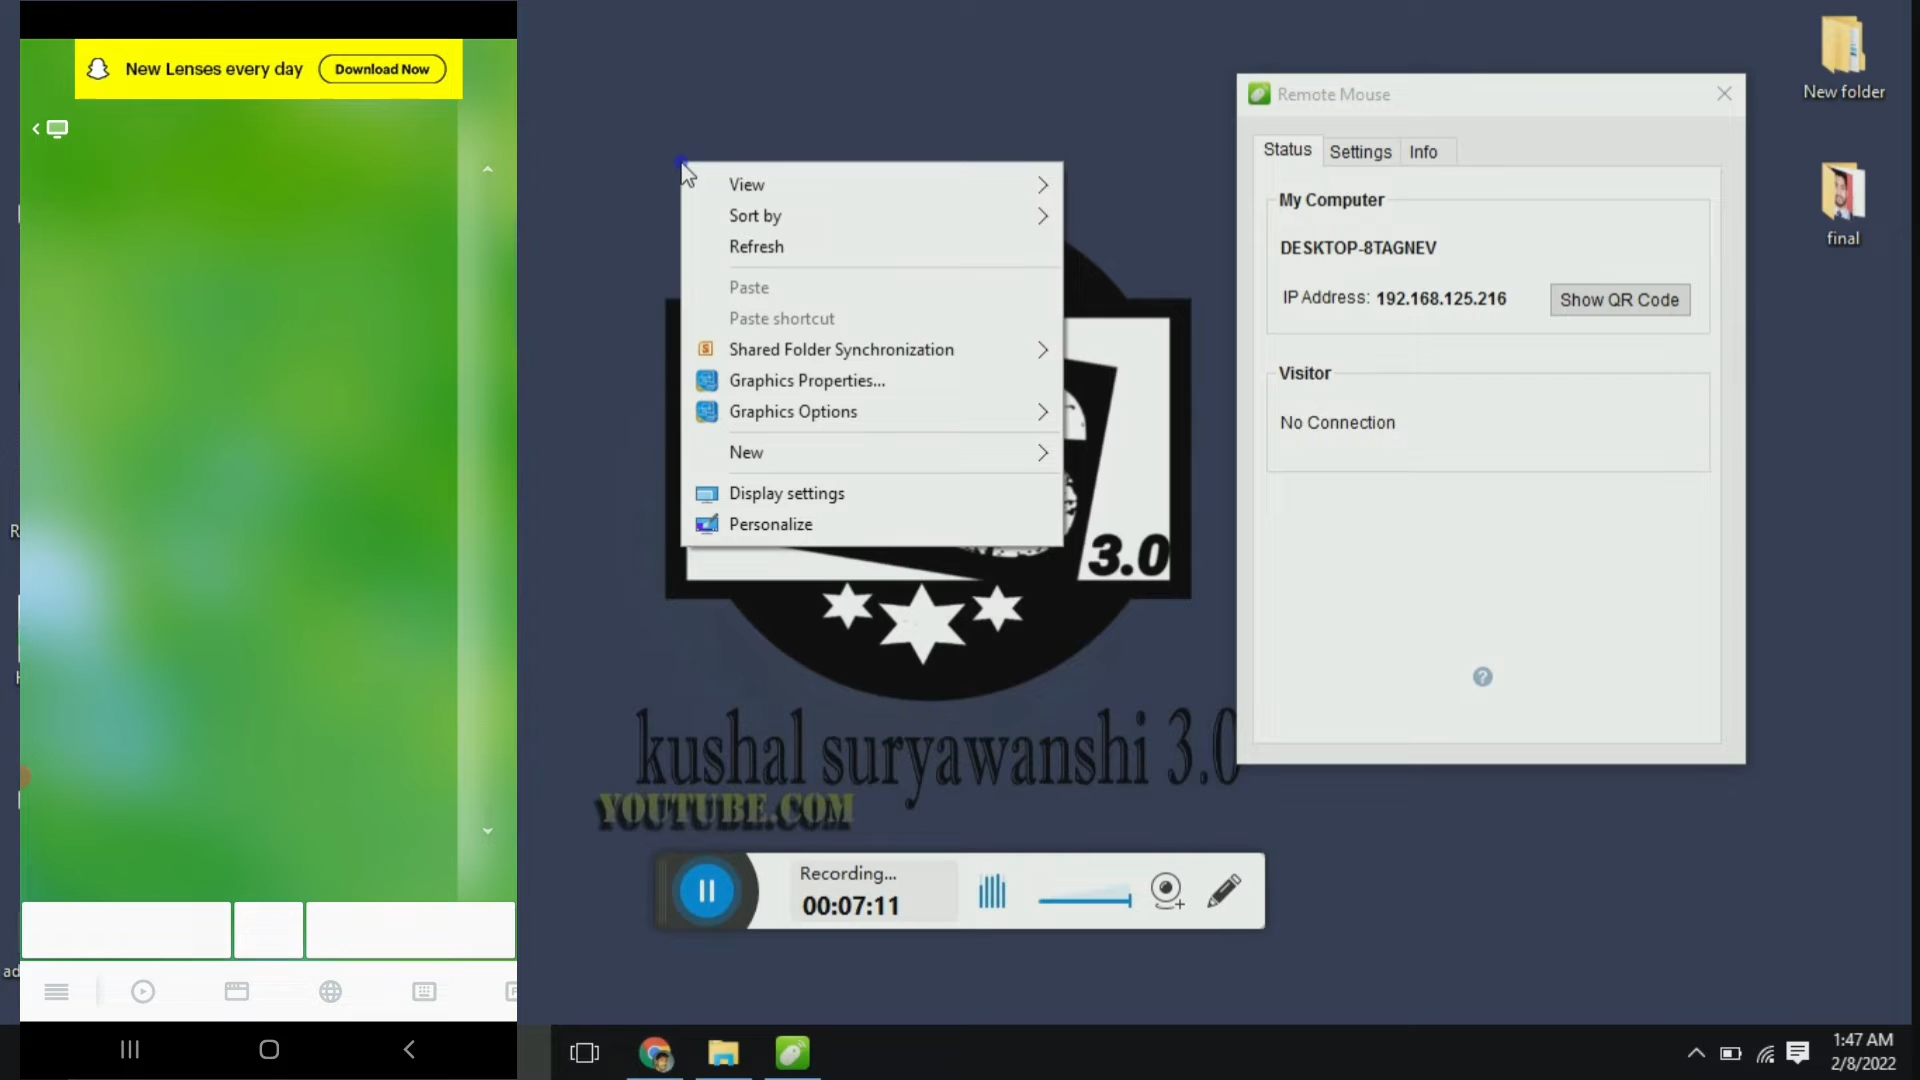 New Lenses every day
Download Now
View
Sort by
Refresh
Paste
Paste shortcut
Shared Folder Synchronization
Graphics Properties...
Graphics Options
New
Display settings
Personalize
3.0
kushal suryawanshi 3.0
YOUTUBE.COM
Recording...
00:07:11
Remote Mouse
Status
Settings
Info
My Computer
DESKTOP-8TAGNEV
IP Address: 192.168.125.216
Show QR Code
Visitor
No Connection
?
New folder
final
R
ad
1:47 AM
2/8/2022